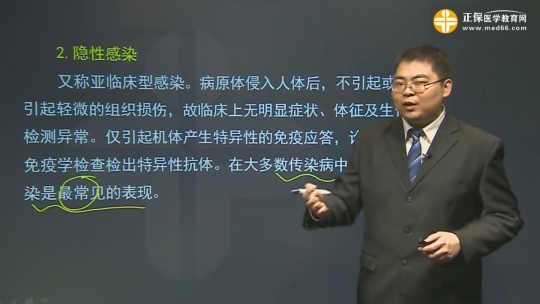 正保医学教育网
www.med66.com
2. 隐性感染
又称亚临床型感染。病原体侵入人体后，不引起或
引起轻微的组织损伤，故临床上无明显症状、体征及生
检测异常。仅引起机体产生特异性的免疫应答，
免疫学检查检出特异性抗体。在大多数传染病中
染是最常见的表现。